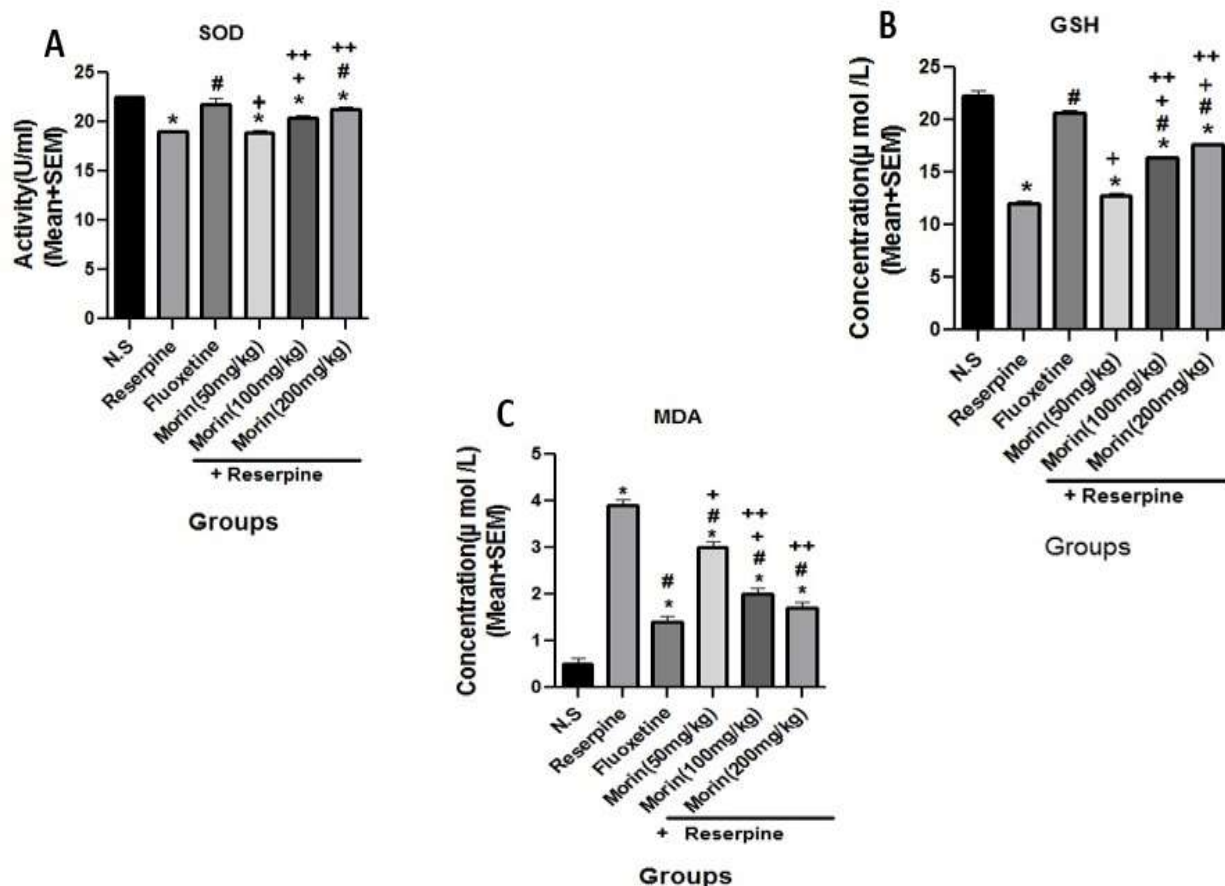 A
SOD
Activity(U/ml)
(Mean+SEM)
25
20
15
10
5
0
*
#
+
*
++
+
*
++
#
*
N.S
Reserpine
Fluoxetine
Morin(50mg/kg)
Morin(100mg/kg)
Morin(200mg/kg)
+ Reserpine
Groups
B
GSH
Concentration(µ mol /L)
(Mean+SEM)
25
20
15
10
5
0
*
#
+
*
++
+
#
*
++
+
#
*
N.S
Reserpine
Fluoxetine
Morin(50mg/kg)
Morin(100mg/kg)
Morin(200mg/kg)
+ Reserpine
Groups
C
MDA
Concentration(µ mol /L)
(Mean+SEM)
5
4
3
2
1
0
*
#
*
+
#
*
++
+
#
*
++
#
*
N.S
Reserpine
Fluoxetine
Morin(50mg/kg)
Morin(100mg/kg)
Morin(200mg/kg)
+ Reserpine
Groups